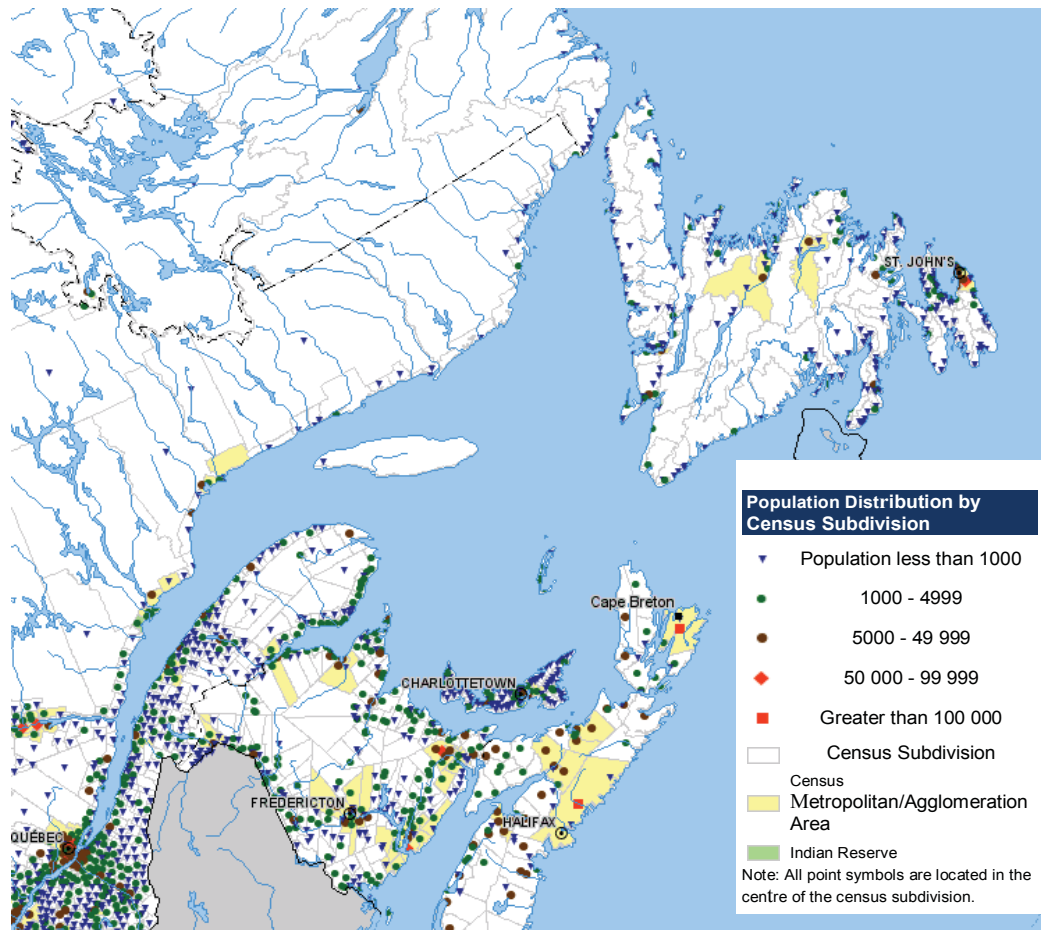 ST. JOHN'S
Cape Breton
CHARLOTTETOWN
FREDERICTON
HALIFAX
QUÉBEC
Population Distribution by
Census Subdivision
Population less than 1000
1000 - 4999
5000 - 49 999
50 000 - 99 999
Greater than 100 000
Census Subdivision
Census
Metropolitan/Agglomeration
Area
Indian Reserve
Note: All point symbols are located in the
centre of the census subdivision.